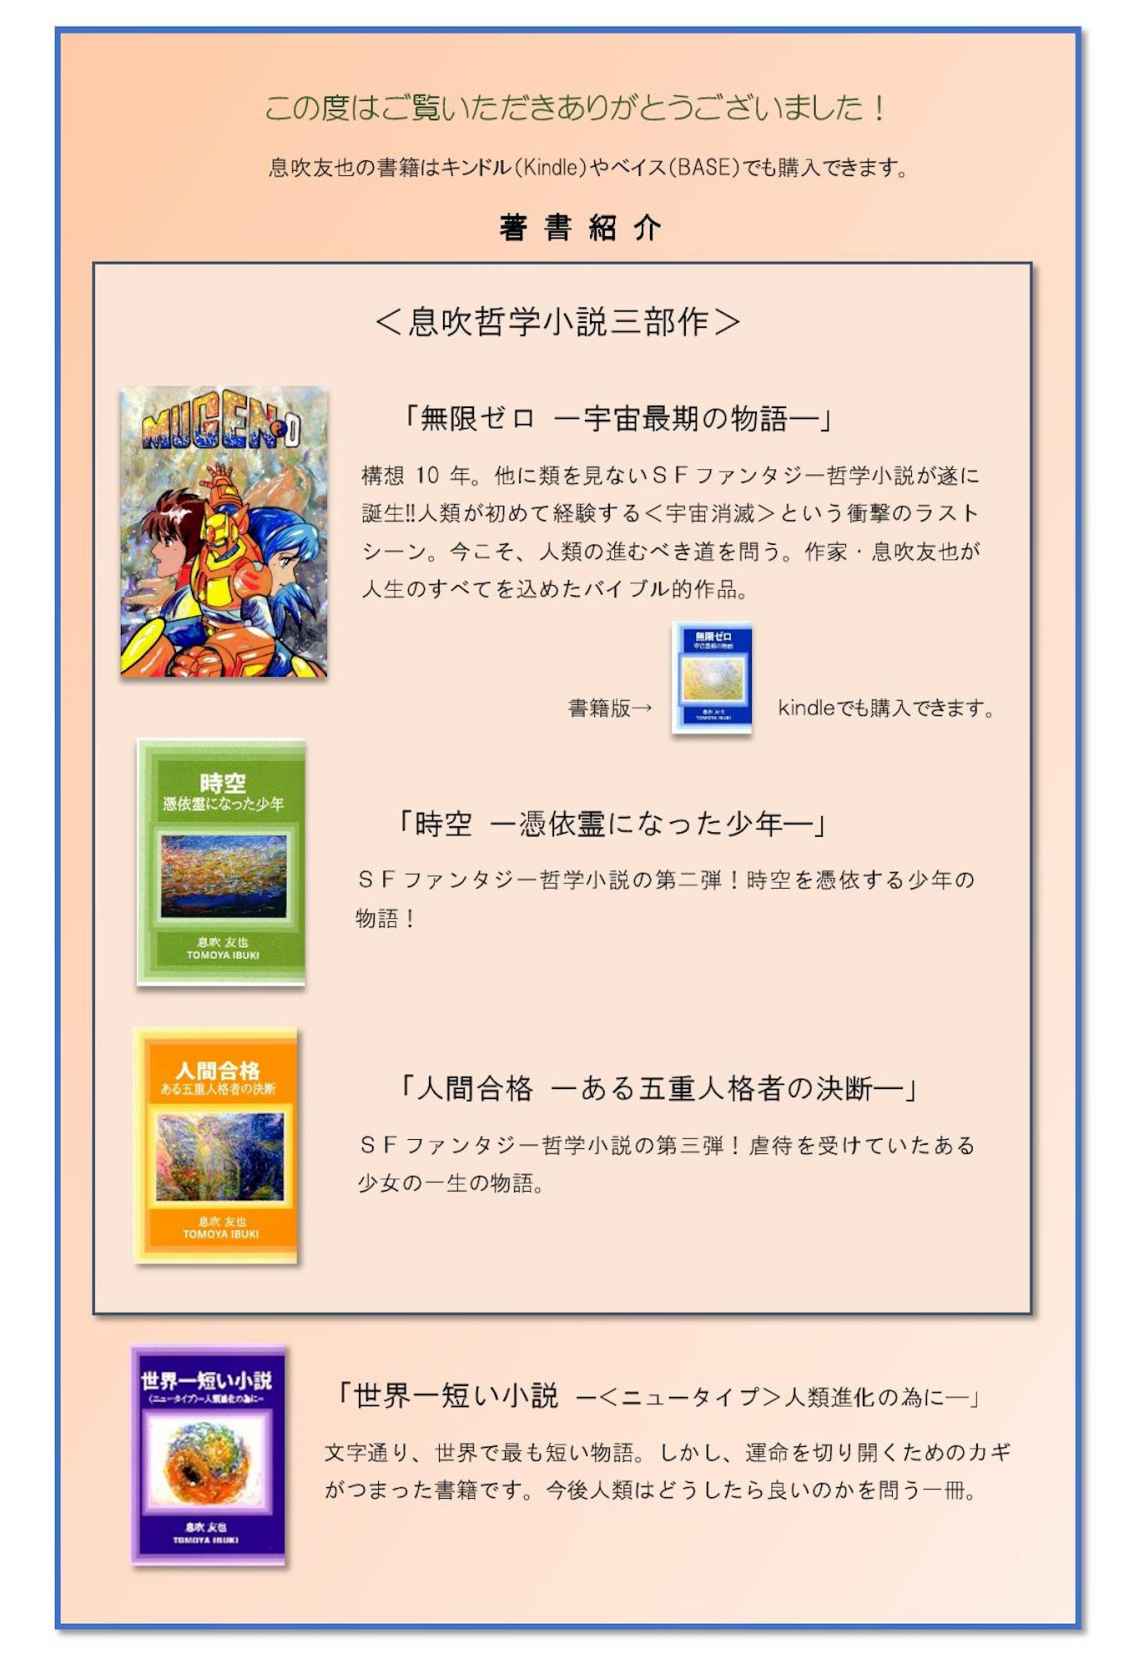 この度はご覧いただきありがとうございました！
息吹友也の書籍はキンドル(Kindle)やベイス(BASE)でも購入できます。
著 書 紹 介
＜息吹哲学小説三部作＞
MUGEN 0
「無限ゼロ ー宇宙最期の物語―」
構想 10 年。他に類を見ないＳＦファンタジー哲学小説が遂に
誕生!!人類が初めて経験する＜宇宙消滅＞という衝撃のラスト
シーン。今こそ、人類の進むべき道を問う。作家・息吹友也が
人生のすべてを込めたバイブル的作品。
書籍版→
無限ゼロ
宇宙最期の物語
息吹 友也
TOMOYA IBUKI
kindleでも購入できます。
時空
憑依霊になった少年
息吹 友也
TOMOYA IBUKI
「時空 ー憑依霊になった少年―」
ＳＦファンタジー哲学小説の第二弾！時空を憑依する少年の
物語！
人間合格
ある五重人格者の決断
息吹 友也
TOMOYA IBUKI
「人間合格 ーある五重人格者の決断―」
ＳＦファンタジー哲学小説の第三弾！虐待を受けていたある
少女の一生の物語。
世界一短い小説
<ニュータイプ>ー人類進化の為にー
息吹 友也
TOMOYA IBUKI
「世界一短い小説 ー＜ニュータイプ＞人類進化の為に―」
文字通り、世界で最も短い物語。しかし、運命を切り開くためのカギ
がつまった書籍です。今後人類はどうしたら良いのかを問う一冊。